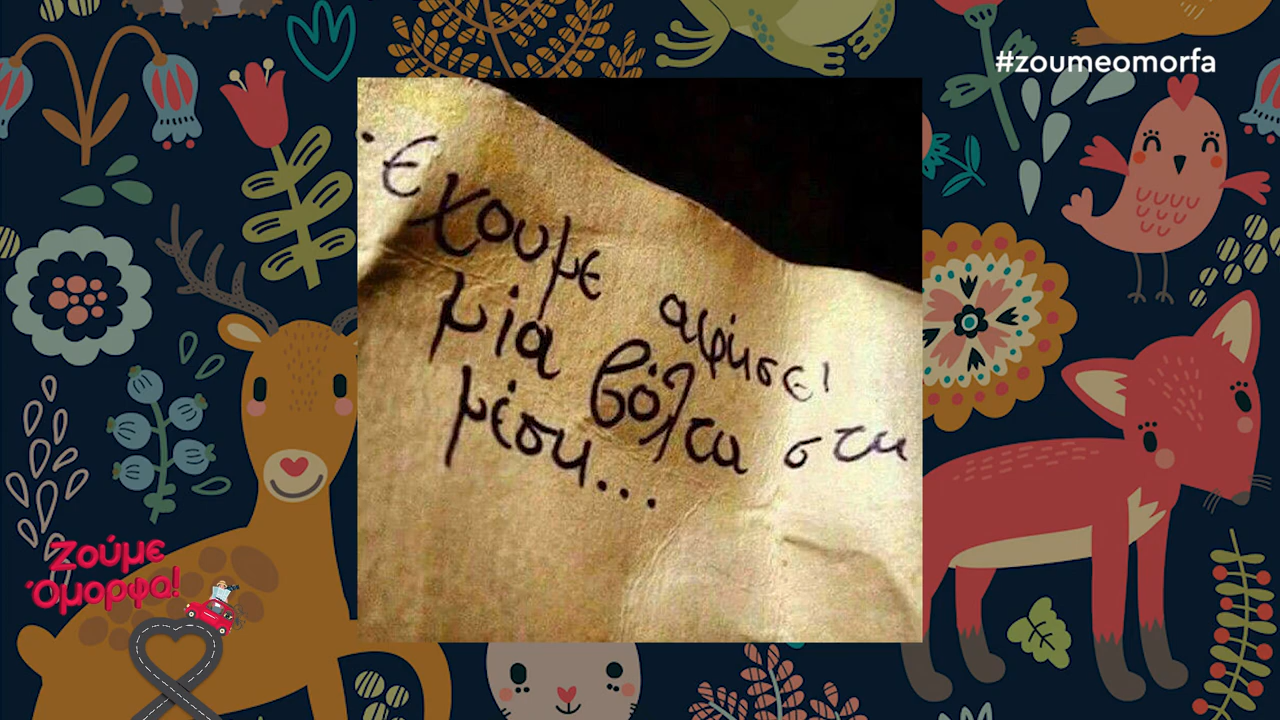 #zoumeomorfa
Έχουμε αφήσει
μία βόλτα στη
μέση...
Ζούμε
Όμορφα!